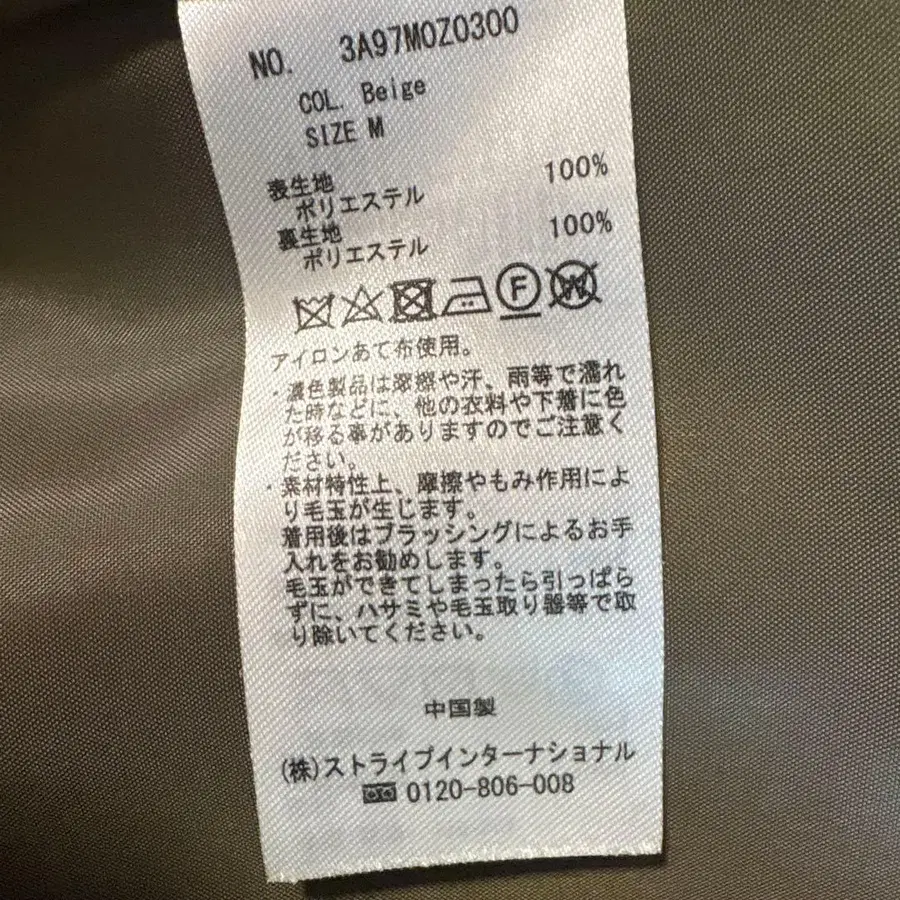 NO. 3A97M0Z0300
COL. Beige
SIZE M
表生地
ポリエステル 100%
裏生地
ポリエステル 100%
F W
アイロンあて布使用。
・濃色製品は摩擦や汗、雨等で濡れ
た時などに、他の衣料や下着に色
が移る事がありますのでご注意く
ださい。
・素材特性上、摩擦やもみ作用によ
り毛玉が生じます。
着用後はブラッシングによるお手
入れをお勧めします。
毛玉ができてしまったら引っぱら
ずに、ハサミや毛玉取り器等で取
り除いてください。
中国製
(株)ストライプインターナショナル
0120-806-008